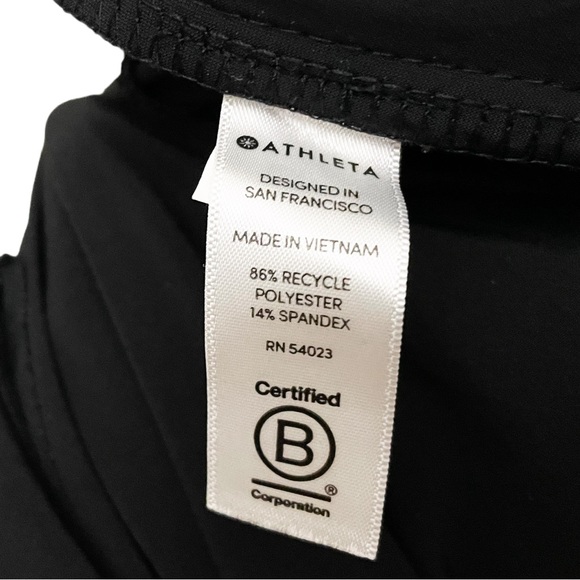 ATHLETA
DESIGNED IN
SAN FRANCISCO
MADE IN VIETNAM
86% RECYCLE
POLYESTER
14% SPANDEX
RN 54023
Certified
B
®
Corporation